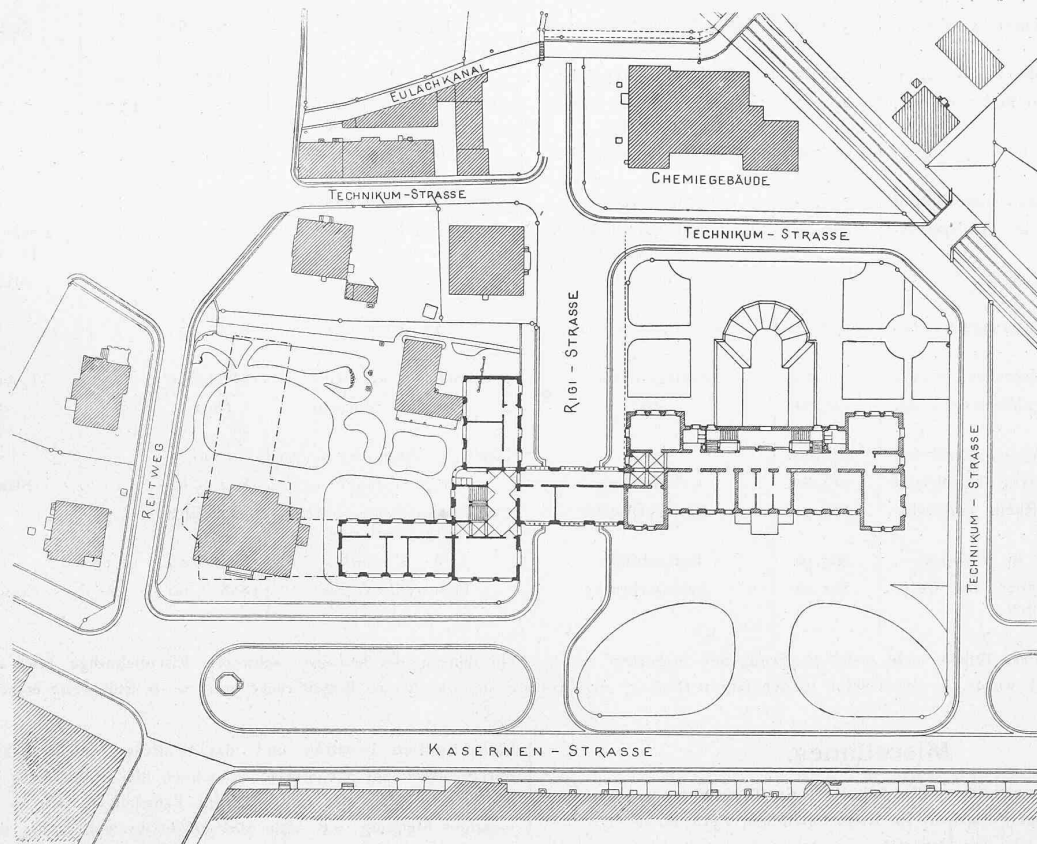 EULACHKANAL
TECHNIKUM-STRASSE
CHEMIEGEBÄUDE
TECHNIKUM - STRASSE
RIGI - STRASSE
REITWEG
TECHNIKUM - STRASSE
KASERNEN - STRASSE